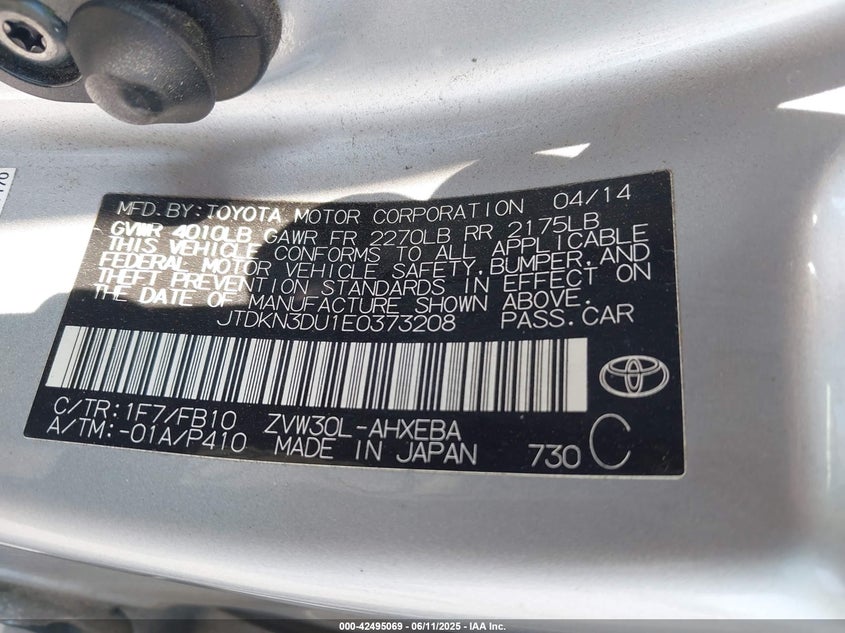 MFD.BY:TOYOTA MOTOR CORPORATION 04/14
GVWR 4010LB GAWR FR 2270LB RR 2175LB
THIS VEHICLE CONFORMS TO ALL APPLICABLE
FEDERAL MOTOR VEHICLE SAFETY,BUMPER,AND
THEFT PREVENTION STANDARDS IN EFFECT ON
THE DATE OF MANUFACTURE SHOWN ABOVE.
JTDKN3DU1E0373208 PASS.CAR
C/TR:1F7/FB10 ZVW30L-AHXEBA
A/TM:-01A/P410 MADE IN JAPAN 730 C
000-42495069 | 06/11/2025 - IAA Inc.